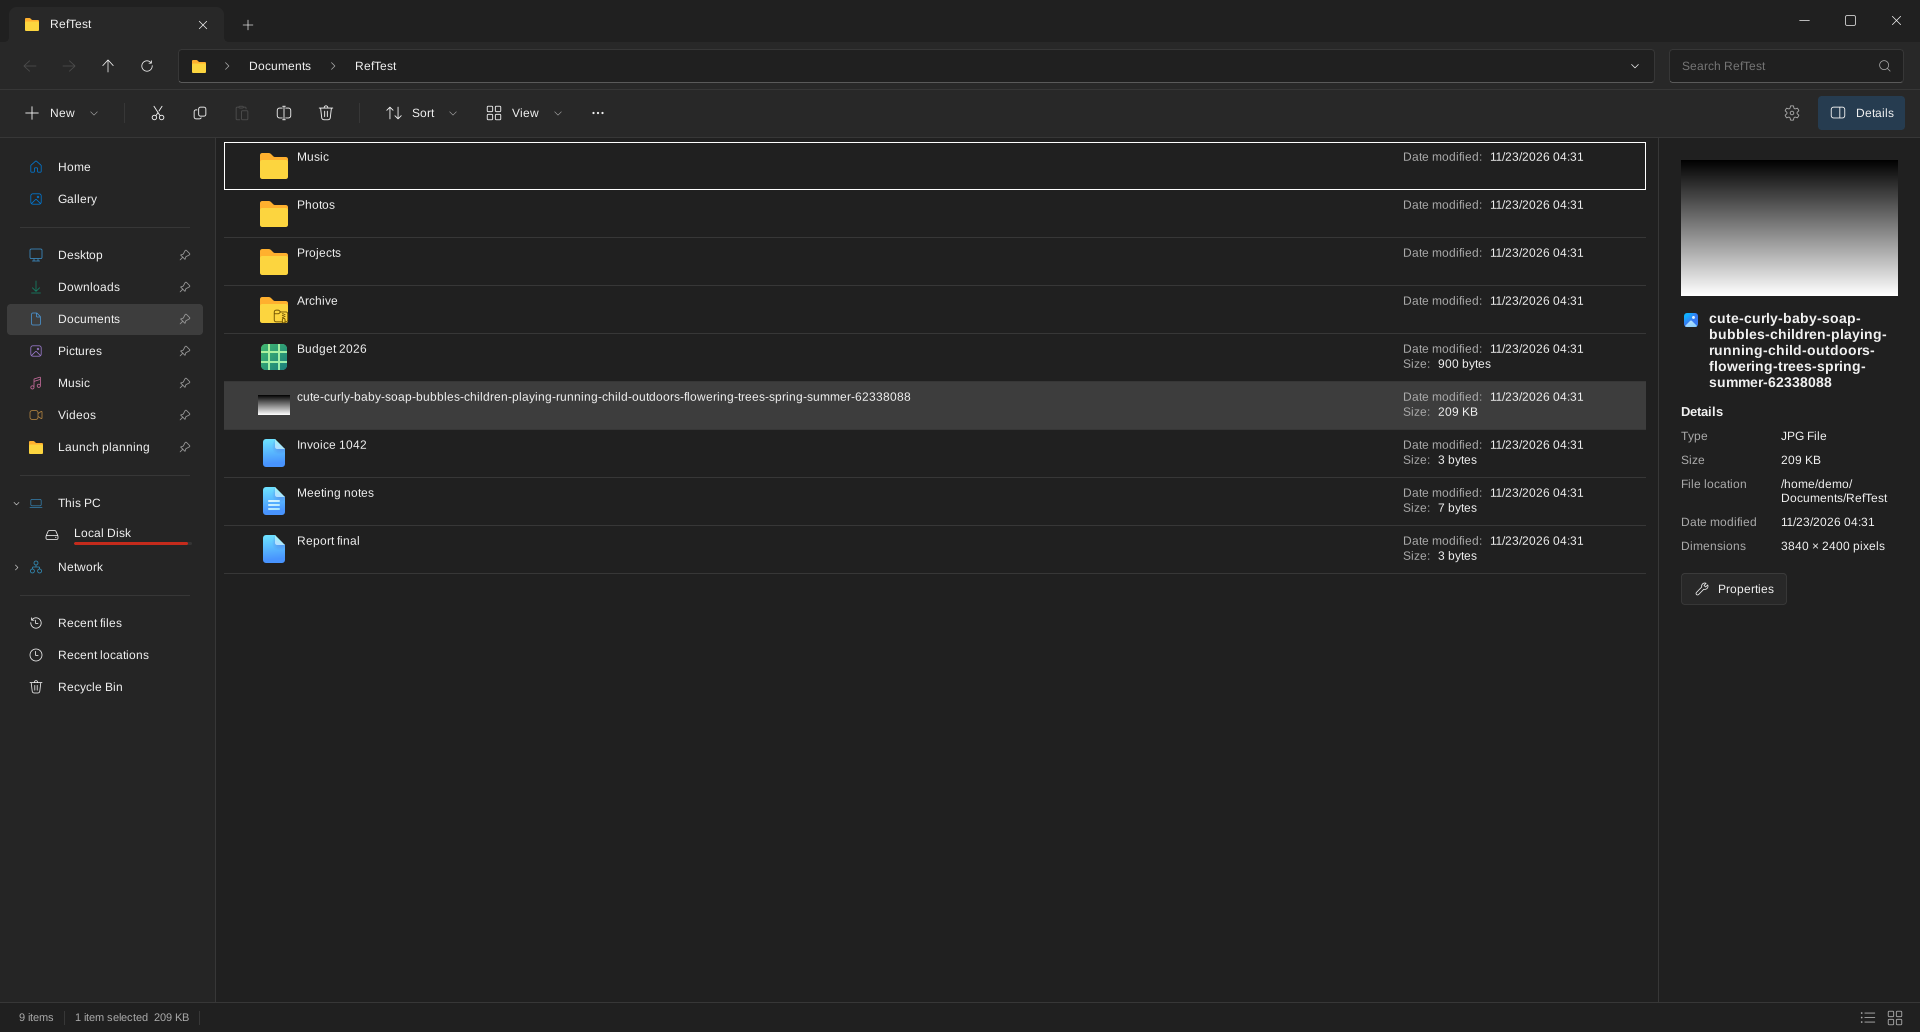 RefTest
Documents
RefTest
Search RefTest
New
Sort
View
Details
Home
Gallery
Desktop
Downloads
Documents
Pictures
Music
Videos
Launch planning
This PC
Local Disk
Network
Recent files
Recent locations
Recycle Bin
Music
Date modified: 11/23/2026 04:31
Photos
Date modified: 11/23/2026 04:31
Projects
Date modified: 11/23/2026 04:31
Archive
Date modified: 11/23/2026 04:31
Budget 2026
Date modified: 11/23/2026 04:31
Size: 900 bytes
cute-curly-baby-soap-bubbles-children-playing-running-child-outdoors-flowering-trees-spring-summer-62338088
Date modified: 11/23/2026 04:31
Size: 209 KB
Invoice 1042
Date modified: 11/23/2026 04:31
Size: 3 bytes
Meeting notes
Date modified: 11/23/2026 04:31
Size: 7 bytes
Report final
Date modified: 11/23/2026 04:31
Size: 3 bytes
cute-curly-baby-soap-
bubbles-children-playing-
running-child-outdoors-
flowering-trees-spring-
summer-62338088
Details
Type JPG File
Size 209 KB
File location /home/demo/
Documents/RefTest
Date modified 11/23/2026 04:31
Dimensions 3840 × 2400 pixels
Properties
9 items
1 item selected 209 KB